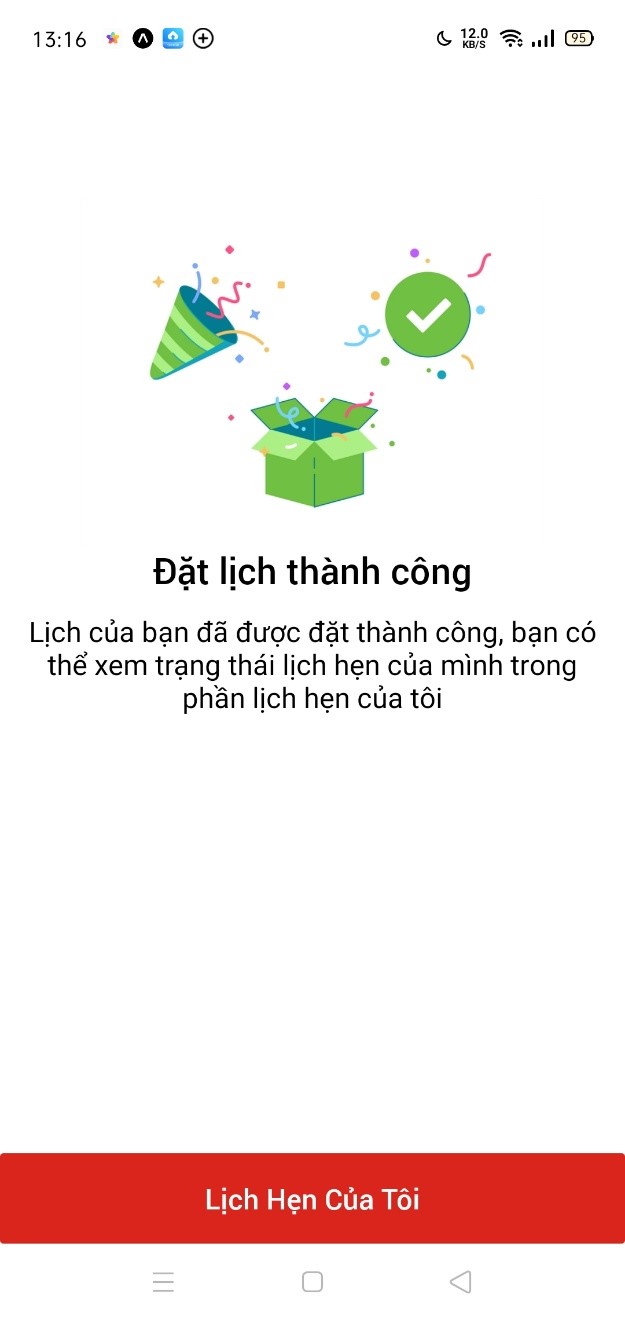 13:16
12.0
KB/S
95
Đặt lịch thành công
Lịch của bạn đã được đặt thành công, bạn có
thể xem trạng thái lịch hẹn của mình trong
phần lịch hẹn của tôi
Lịch Hẹn Của Tôi